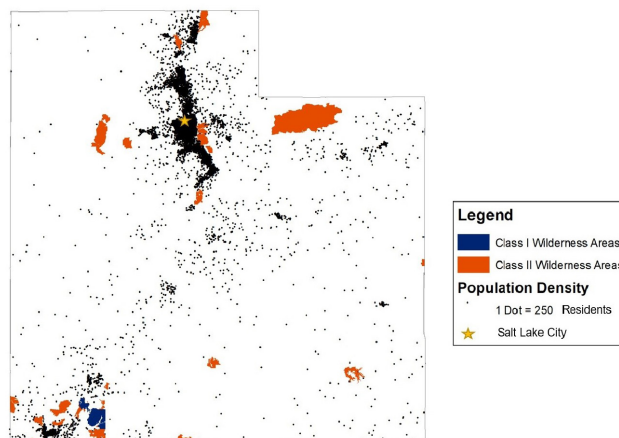 Legend
Class I Wilderness Areas
Class II Wilderness Areas
Population Density
1 Dot = 250 Residents
Salt Lake City